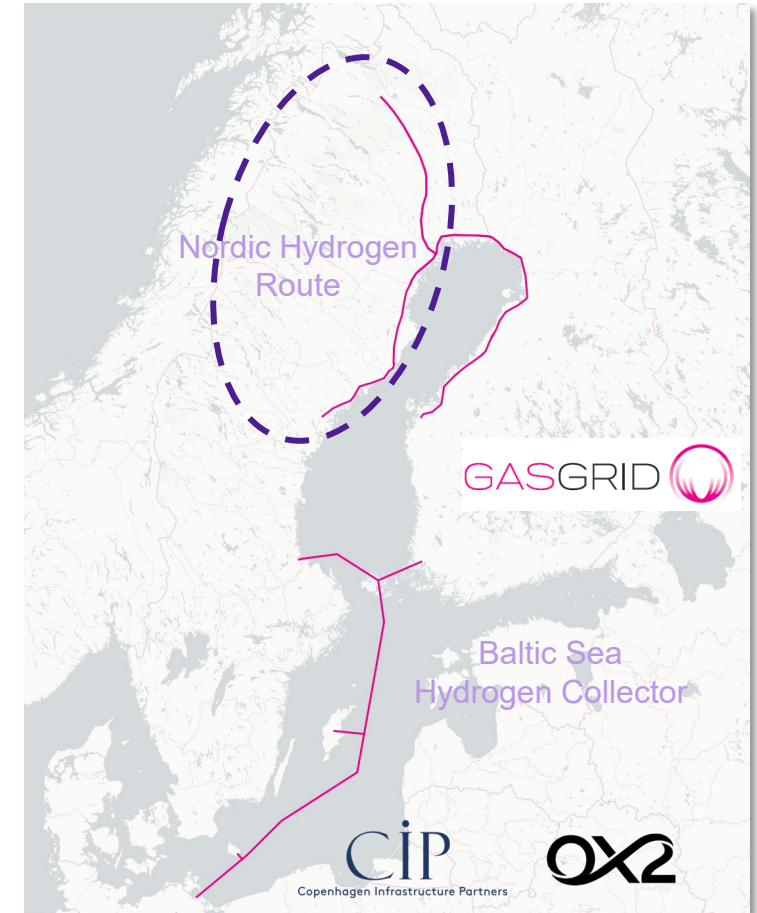 Nordic Hydrogen
Route
GASGRID
Baltic Sea
Hydrogen Collector
CIP
Copenhagen Infrastructure Partners
OX2